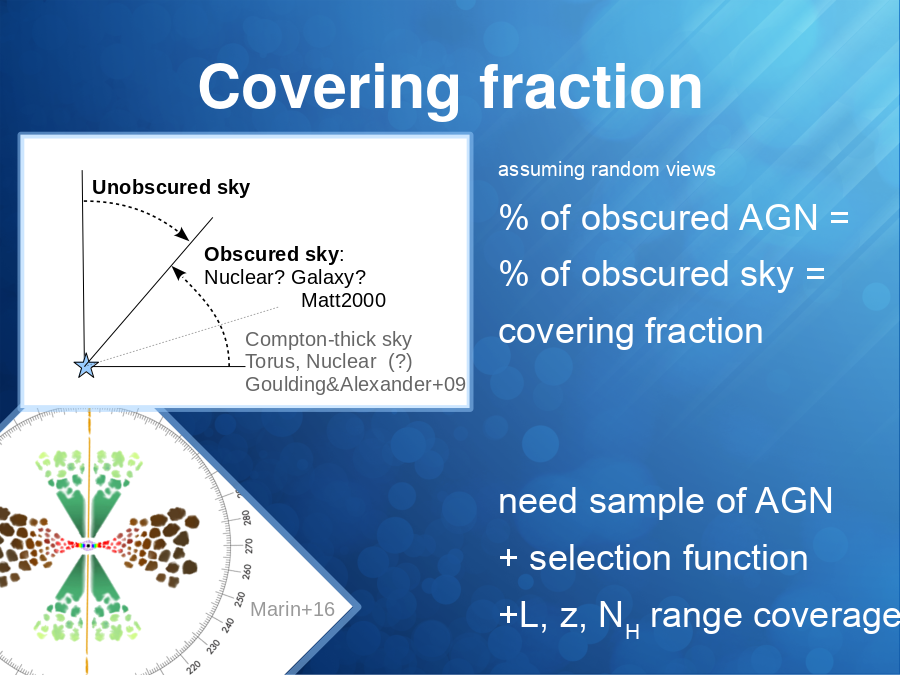 Covering fraction
Unobscured sky
Obscured sky:
Nuclear? Galaxy?
Matt2000
Compton-thick sky
Torus, Nuclear (?)
Goulding&Alexander+09
assuming random views
% of obscured AGN =
% of obscured sky =
covering fraction
need sample of AGN
+ selection function
+L, z, NH range coverage
280
270
260
250
240
230
220
Marin+16